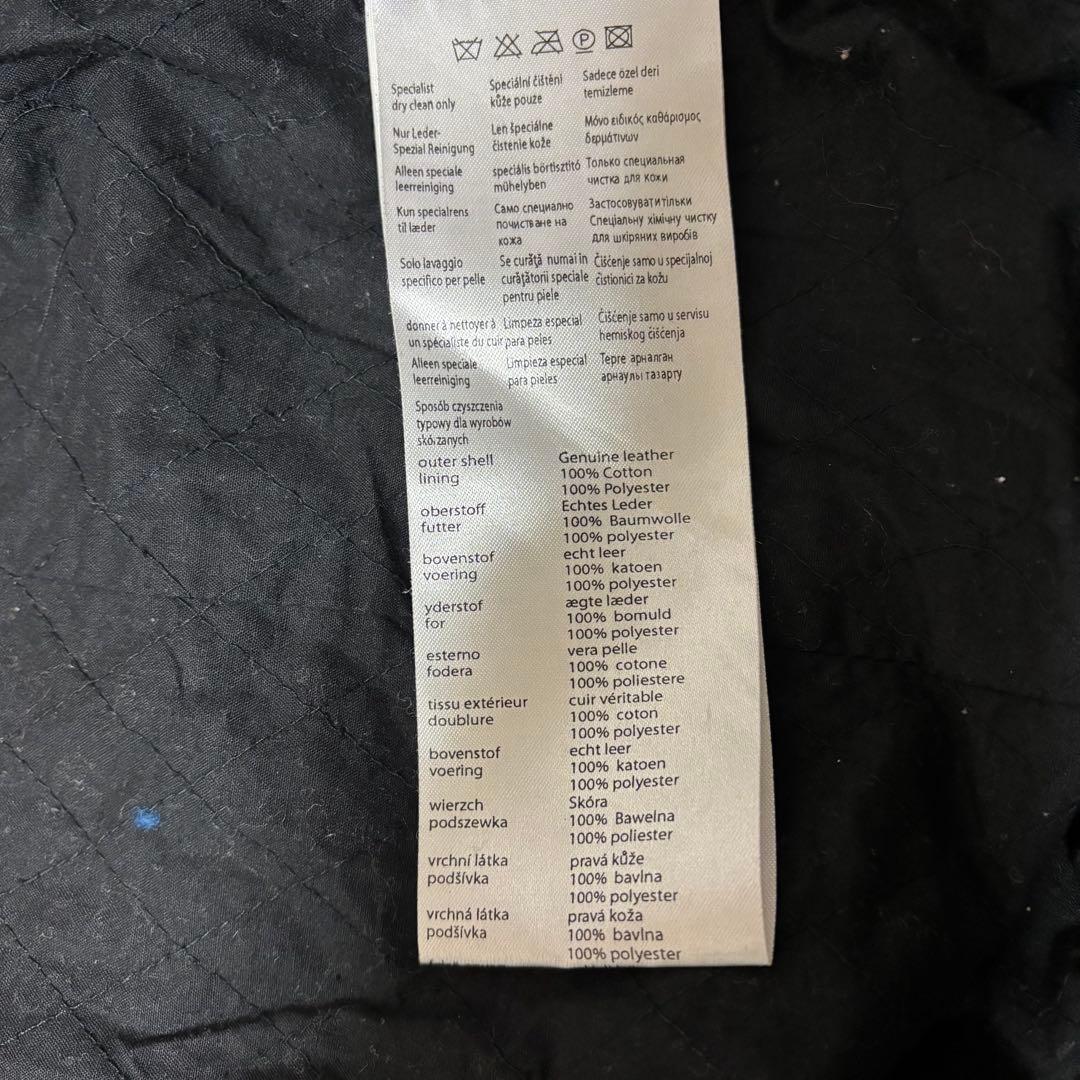 Specialist
dry clean only
Nur Leder-
Spezial Reinigung
Alleen speciale
leerreiniging
Kun specialrens
til læder
Solo lavaggio
specifico per pelle
donner à nettoyer à
un spécialiste du cuir
Alleen speciale
leerreiniging
Sposób czyszczenia
typowy dla wyrobów
skórzanych
Speciální čištění
kůže pouze
Len špeciálne
čistenie kože
speciális börtisztító
mühelyben
Само специално
почистване на
кожа
Se curăţă numai in
curăţătorii speciale
pentru piele
Limpeza especial
para peies
Limpieza especial
para pieles
Sadece özel deri
temizleme
Μόνο ειδικός καθάρισμος
δερμάτινων
Только специальная
чистка для кожи
Застосовувати тільки
Спеціальну хімічну чистку
для шкіряних виробів
Čišćenje samo u specijalnoj
čistionici za kožu
Čišćenje samo u servisu
hemiskog čišćenja
Терге арналган
арнаулы тазарту
outer shell Genuine leather
lining 100% Cotton
100% Polyester
oberstoff Echtes Leder
futter 100% Baumwolle
100% polyester
bovenstof echt leer
voering 100% katoen
100% polyester
yderstof ægte læder
for 100% bomuld
100% polyester
esterno vera pelle
fodera 100% cotone
100% poliestere
tissu extérieur cuir véritable
doublure 100% coton
100% polyester
bovenstof echt leer
voering 100% katoen
100% polyester
wierzch Skóra
podszewka 100% Bawełna
100% poliester
vrchní látka pravá kůže
podšívka 100% bavlna
100% polyester
vrchná látka pravá koža
podšívka 100% bavlna
100% polyester